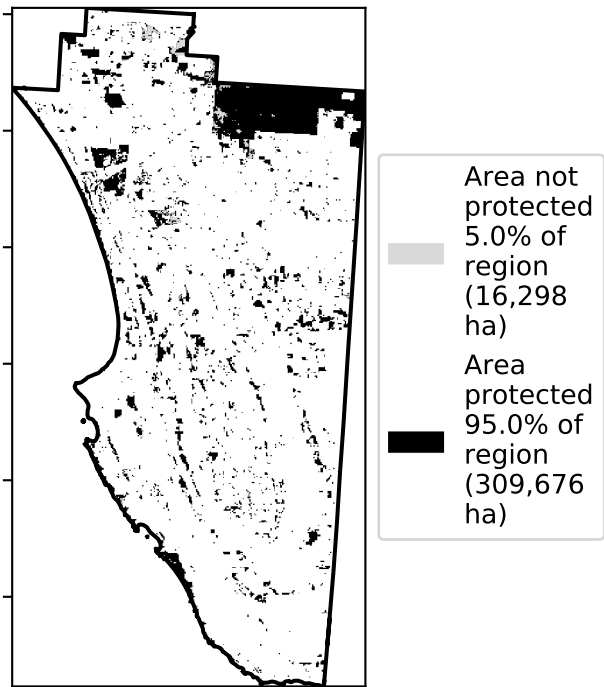 Area not
protected
5.0% of
region
(16,298
ha)
Area
protected
95.0% of
region
(309,676
ha)